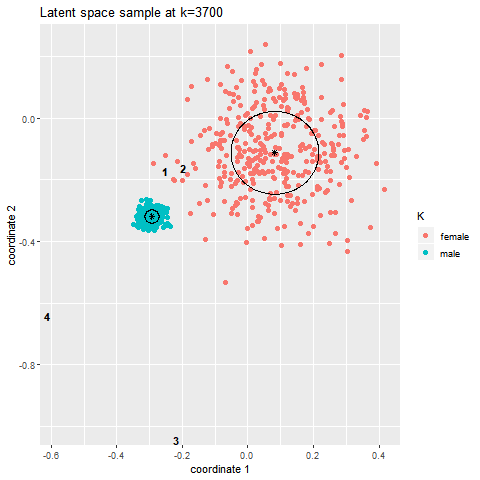 Latent space sample at k=3700
0.0
-0.4
-0.8
coordinate 2
1
2
4
3
-0.6
-0.4
-0.2
0.0
0.2
0.4
coordinate 1
K
female
male